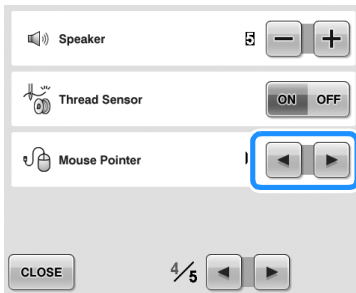 Speaker 5 − +
Thread Sensor ON OFF
Mouse Pointer
CLOSE 4/5